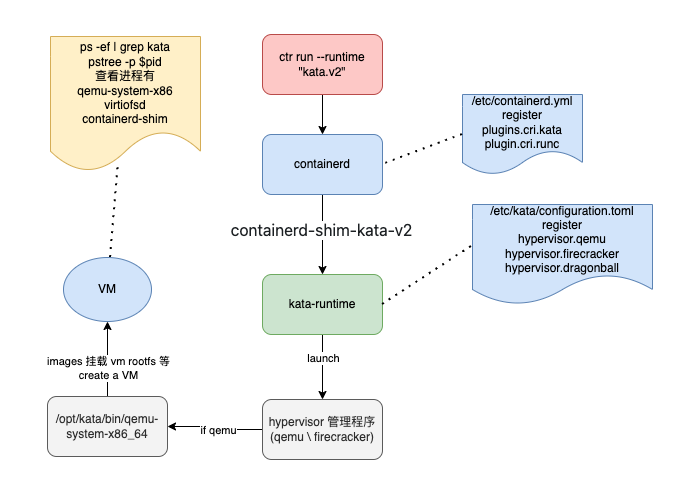 ps -ef | grep kata
pstree -p $pid
查看进程有
qemu-system-x86
virtiofsd
containerd-shim
ctr run --runtime
"kata.v2"
/etc/containerd.yml
register
plugins.cri.kata
plugin.cri.runc
containerd
containerd-shim-kata-v2
/etc/kata/configuration.toml
register
hypervisor.qemu
hypervisor.firecracker
hypervisor.dragonball
VM
kata-runtime
images 挂载 vm rootfs 等
create a VM
launch
/opt/kata/bin/qemu-
system-x86_64
if qemu
hypervisor 管理程序
(qemu \ firecracker)